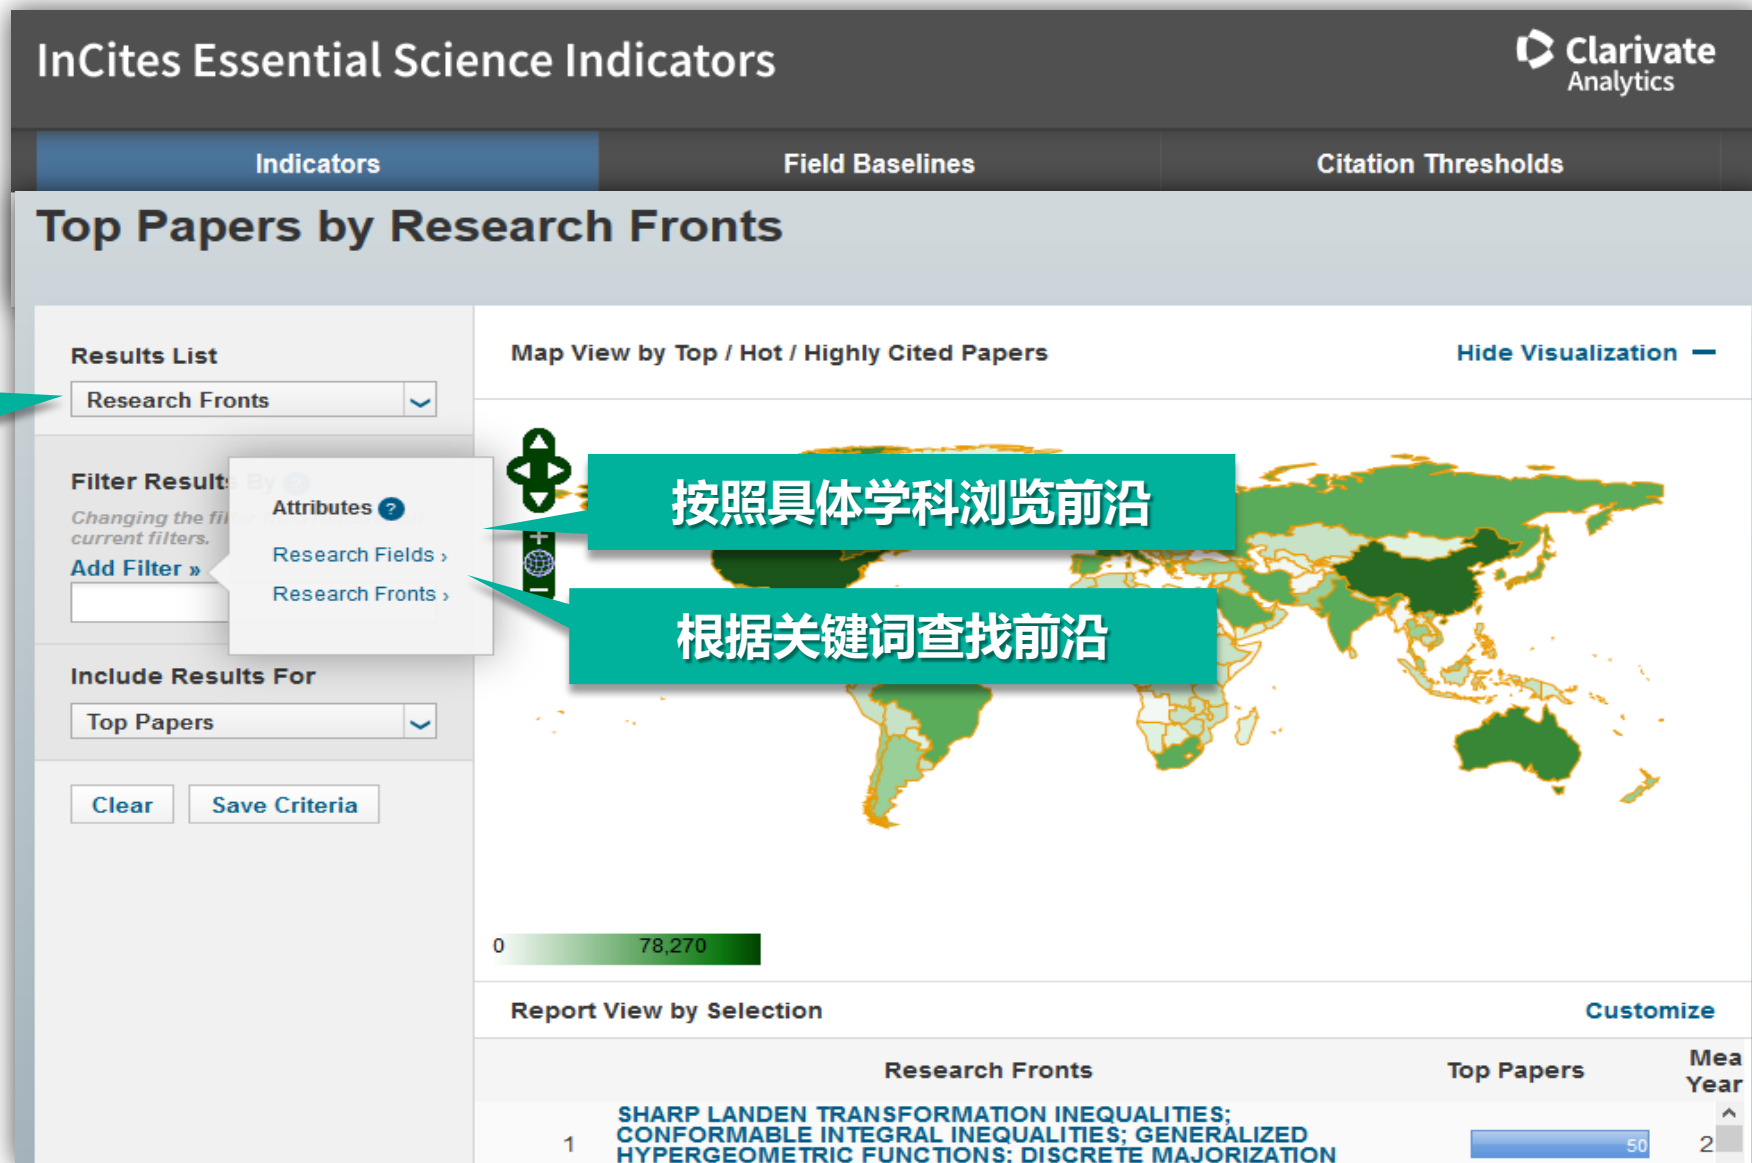 InCites Essential Science Indicators
Clarivate
Analytics
Indicators
Field Baselines
Citation Thresholds
Top Papers by Research Fronts
Results List
Research Fronts
Filter Results By
Changing the fil
current filters.
Add Filter »
Attributes ?
Research Fields ›
Research Fronts ›
Include Results For
Top Papers
Clear
Save Criteria
Map View by Top / Hot / Highly Cited Papers
Hide Visualization
按照具体学科浏览前沿
根据关键词查找前沿
0
78,270
Report View by Selection
Customize
Research Fronts
Top Papers
Mea
Year
1
SHARP LANDEN TRANSFORMATION INEQUALITIES;
CONFORMABLE INTEGRAL INEQUALITIES; GENERALIZED
HYPERGEOMETRIC FUNCTIONS; DISCRETE MAJORIZATION
50
2